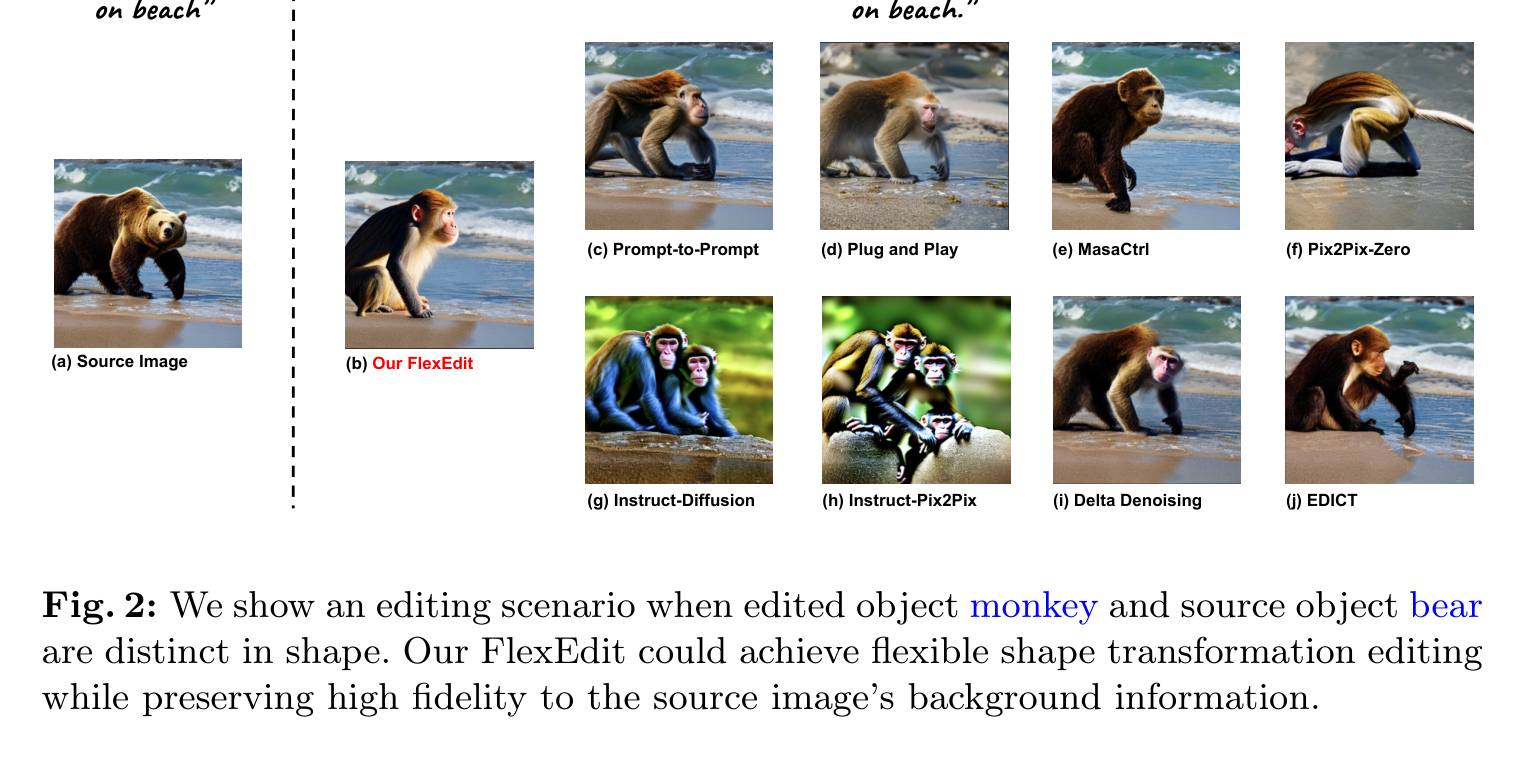 on beach"
on beach."
(c) Prompt-to-Prompt
(d) Plug and Play
(e) MasaCtrl
(f) Pix2Pix-Zero
(a) Source Image
(b) Our FlexEdit
(g) Instruct-Diffusion
(h) Instruct-Pix2Pix
(i) Delta Denoising
(j) EDICT
Fig. 2: We show an editing scenario when edited object monkey and source object bear
are distinct in shape. Our FlexEdit could achieve flexible shape transformation editing
while preserving high fidelity to the source image's background information.